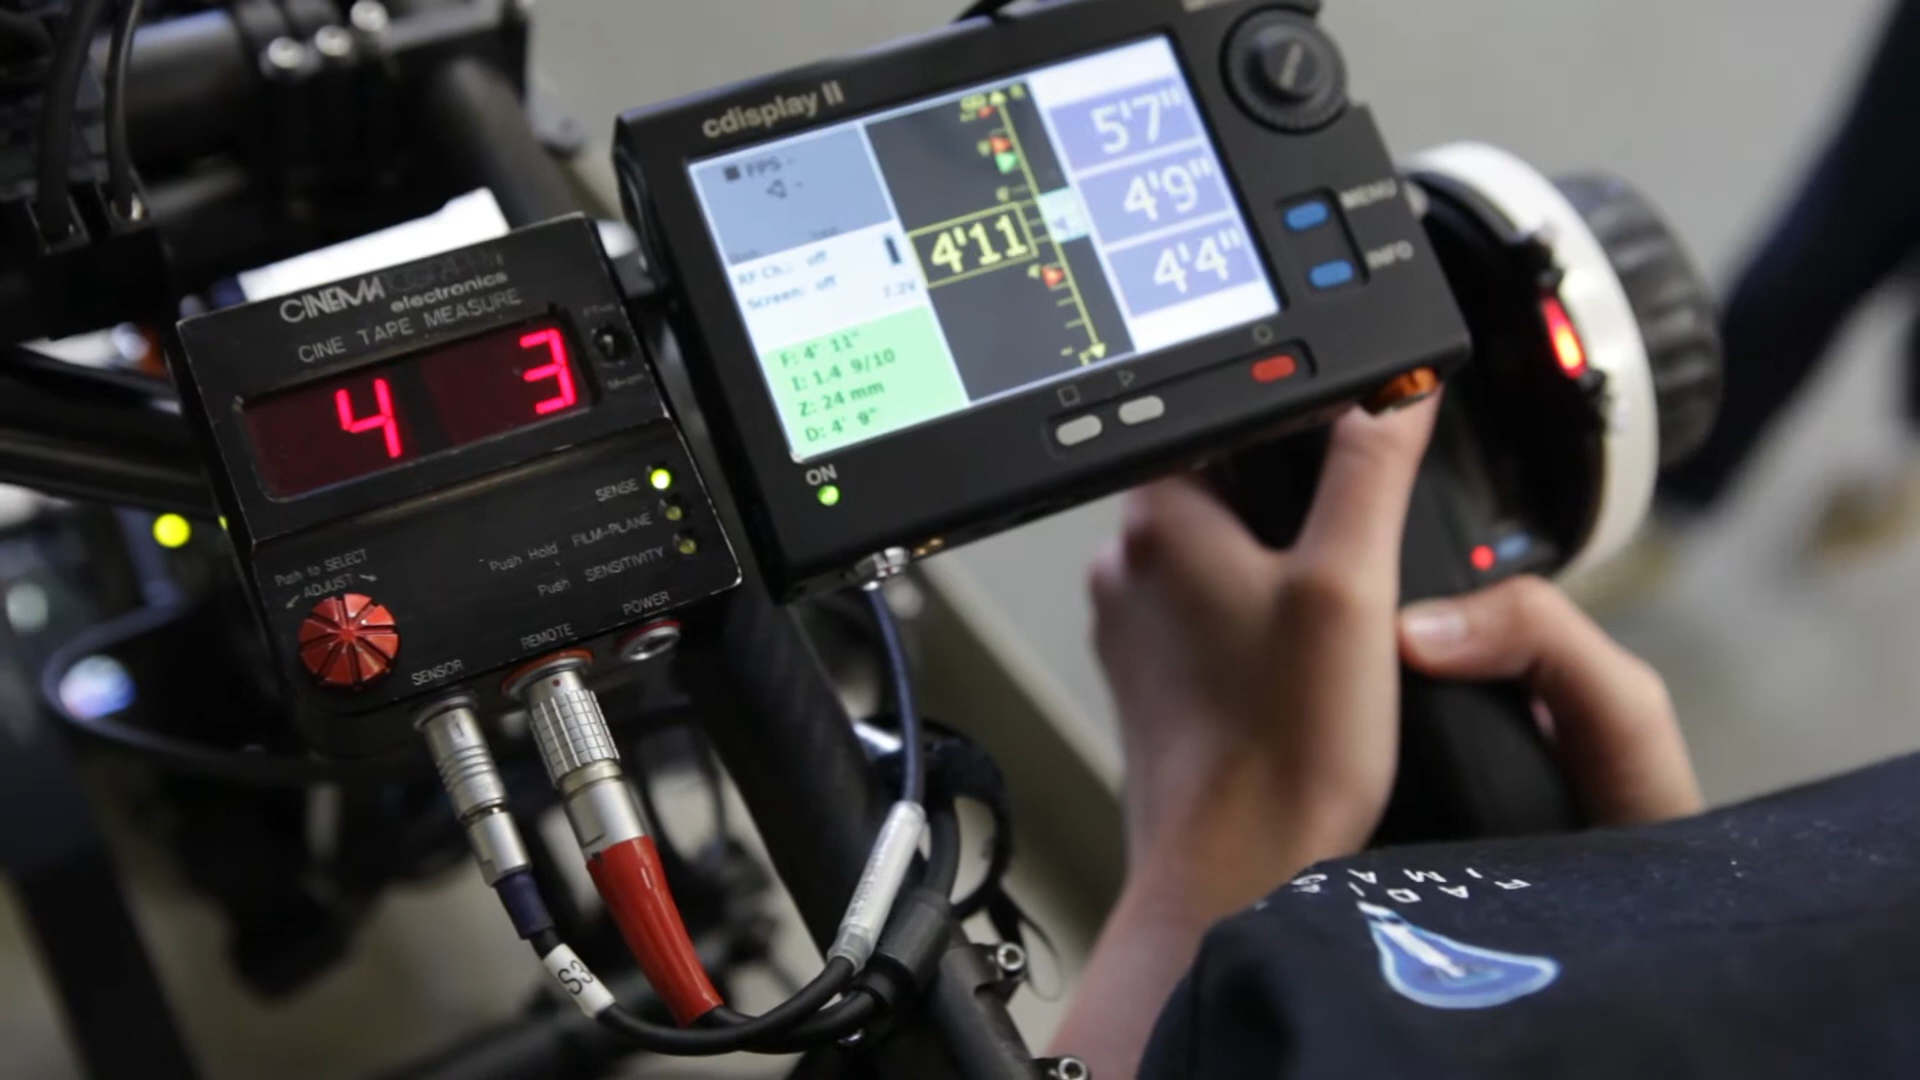 CINEMA
electronics
CINE TAPE MEASURE
4 3
SENSE
Push Hold FILM-PLANE
Push SENSITIVITY
Push to SELECT
ADJUST
POWER
REMOTE
SENSOR
S3
cdisplay II
FPS -
RF Ch.: off
Screen: off
7.2V
F: 4' 11"
I: 1.4 9/10
Z: 24 mm
D: 4' 9"
4'11
5'7"
4'9"
4'4"
MENU
INFO
ON